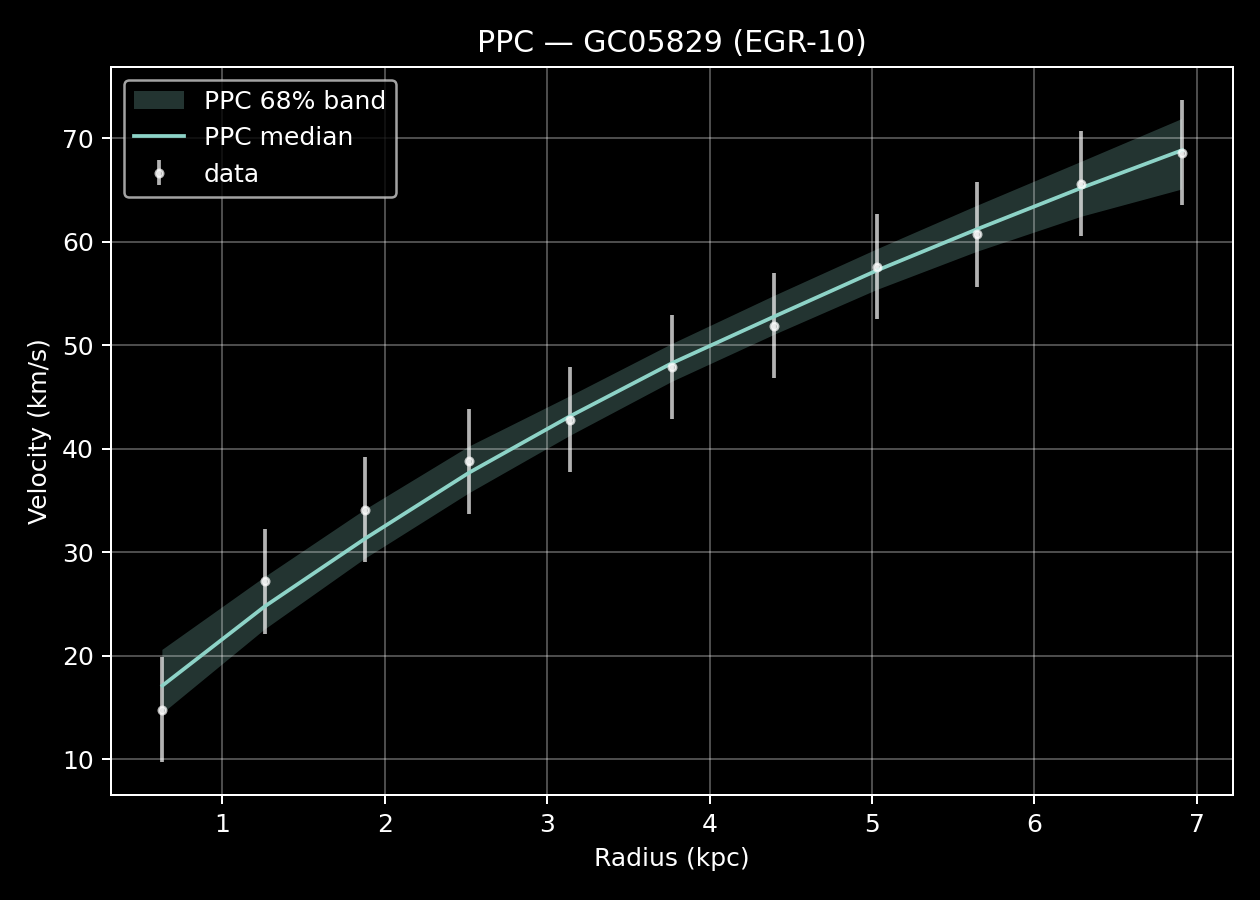 PPC — GC05829 (EGR-10)
PPC 68% band
PPC median
data
70
60
50
40
30
20
10
Velocity (km/s)
1 2 3 4 5 6 7
Radius (kpc)